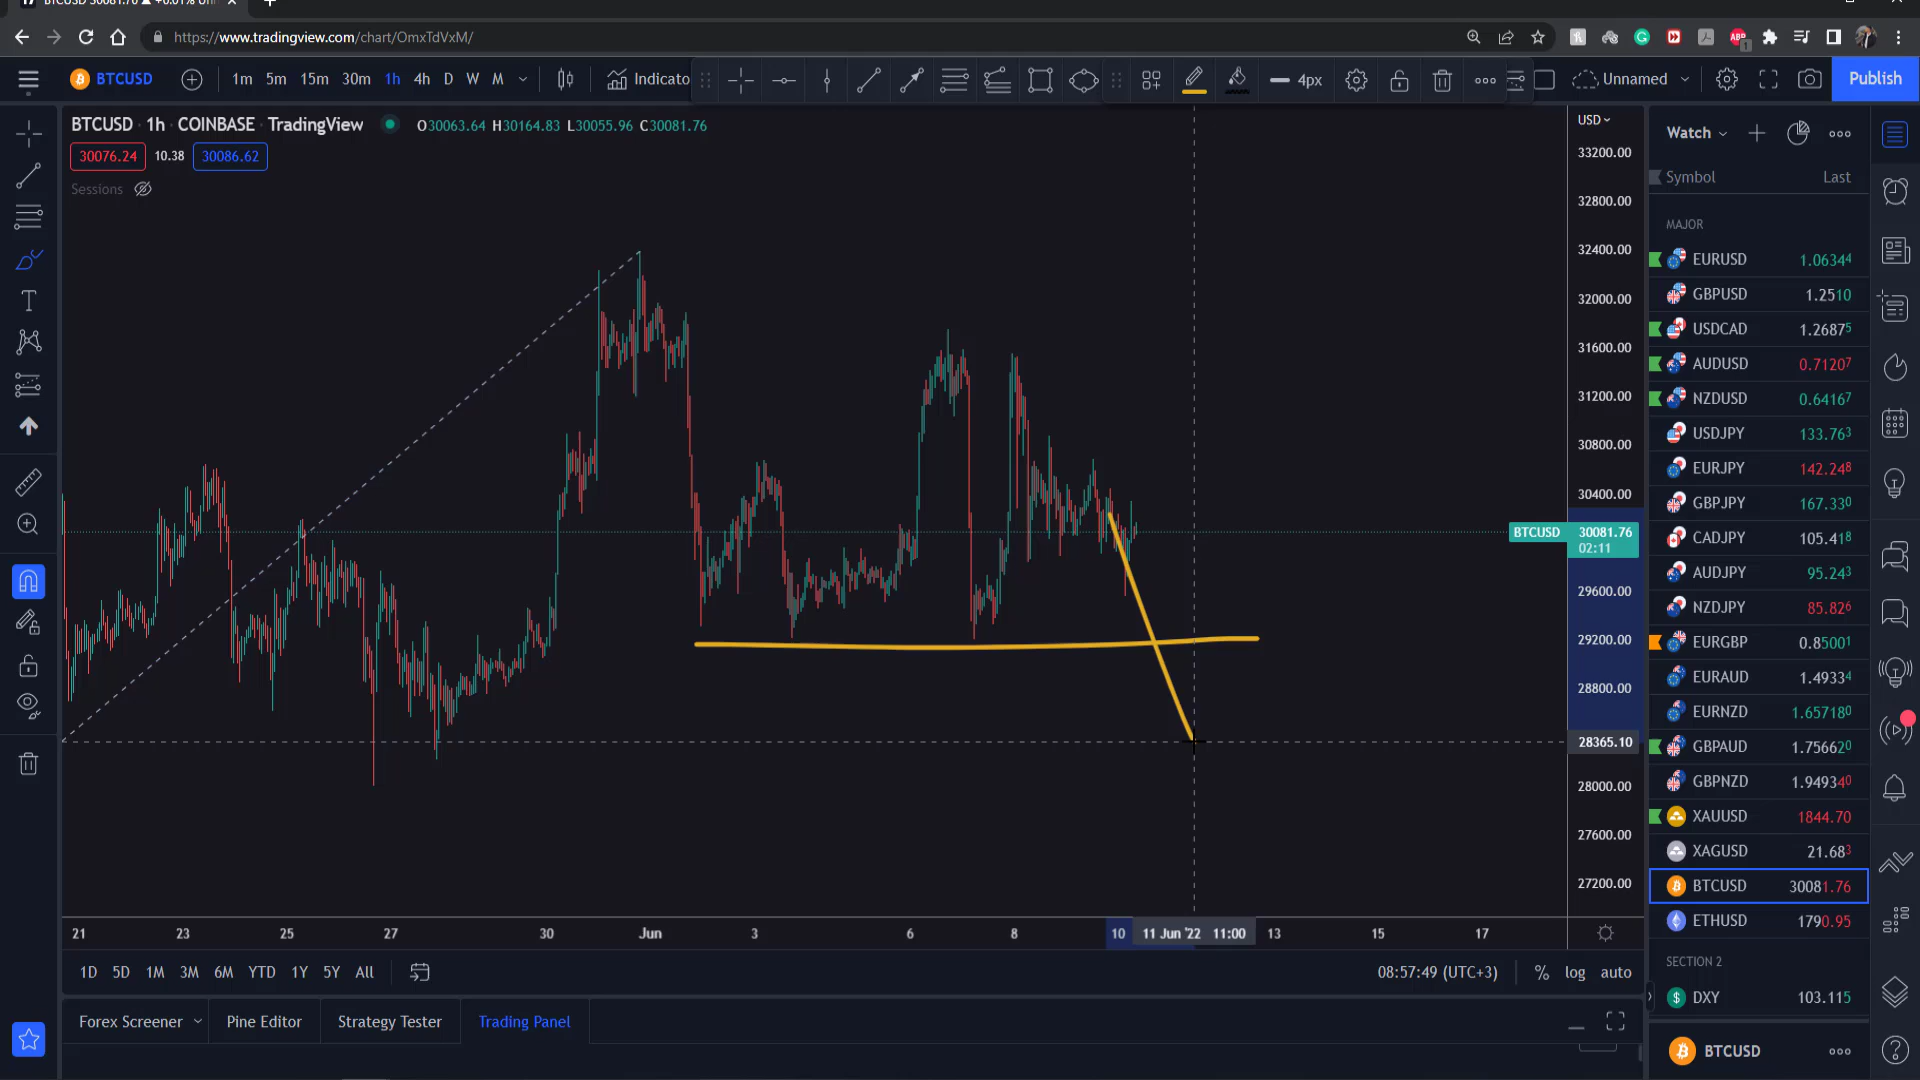 BTCUSD 30081.76 ▲ +0.01% Un
https://www.tradingview.com/chart/OmxTdVxM/
BTCUSD 1m 5m 15m 30m 1h 4h D W M Indicato 4px Unnamed Publish
BTCUSD · 1h · COINBASE · TradingView O30063.64 H30164.83 L30055.96 C30081.76
30076.24 10.38 30086.62
Sessions
USD
33200.00
32800.00
32400.00
32000.00
31600.00
31200.00
30800.00
30400.00
BTCUSD 30081.76
02:11
29600.00
29200.00
28800.00
28365.10
28000.00
27600.00
27200.00
21 23 25 27 30 Jun 3 6 8 10 11 Jun '22 11:00 13 15 17
1D 5D 1M 3M 6M YTD 1Y 5Y All 08:57:49 (UTC+3) % log auto
Forex Screener Pine Editor Strategy Tester Trading Panel
Watch
Symbol Last
MAJOR
EURUSD 1.06344
GBPUSD 1.2510
USDCAD 1.26875
AUDUSD 0.71207
NZDUSD 0.64167
USDJPY 133.763
EURJPY 142.248
GBPJPY 167.330
CADJPY 105.418
AUDJPY 95.243
NZDJPY 85.826
EURGBP 0.85001
EURAUD 1.49334
EURNZD 1.657180
GBPAUD 1.756620
GBPNZD 1.949340
XAUUSD 1844.70
XAGUSD 21.683
BTCUSD 30081.76
ETHUSD 1790.95
SECTION 2
DXY 103.115
BTCUSD